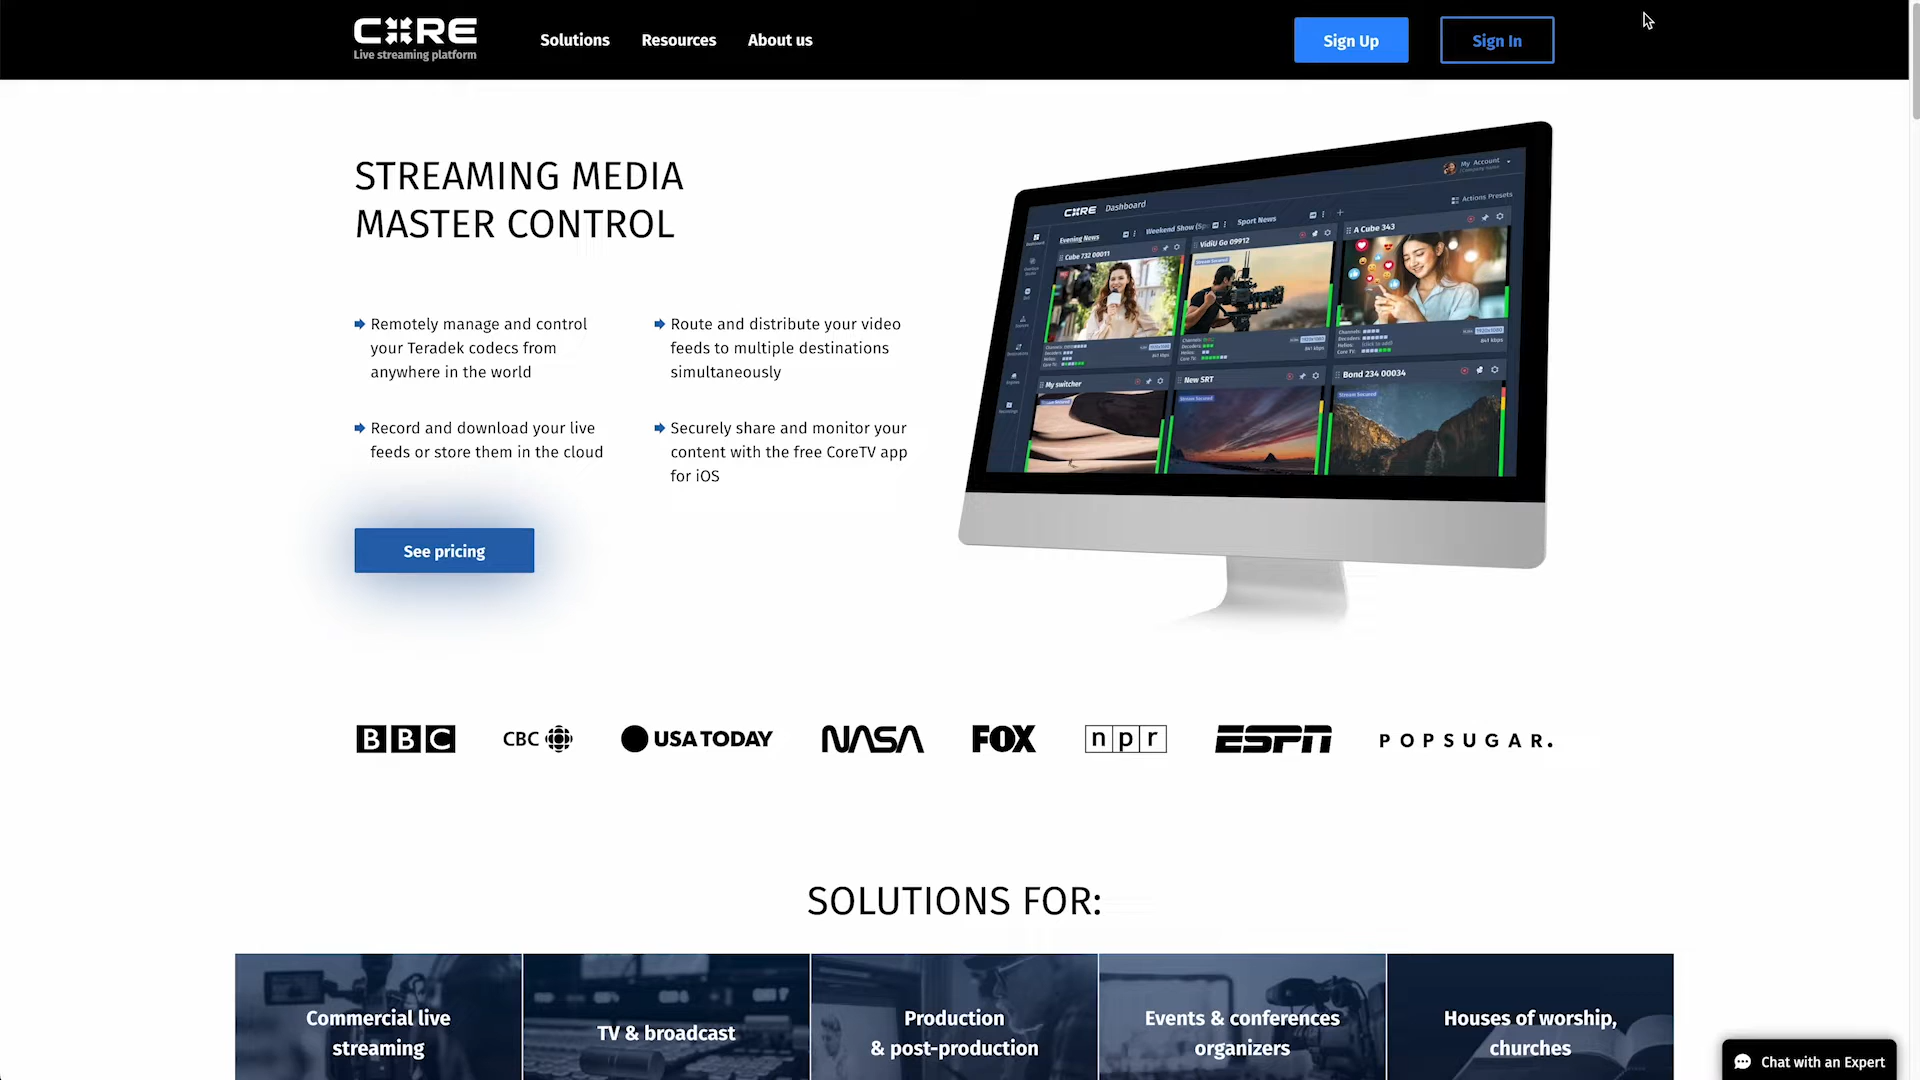 CORE
Live streaming platform
Solutions
Resources
About us
Sign Up
Sign In
STREAMING MEDIA
MASTER CONTROL
Remotely manage and control
your Teradek codecs from
anywhere in the world
Route and distribute your video
feeds to multiple destinations
simultaneously
Record and download your live
feeds or store them in the cloud
Securely share and monitor your
content with the free CoreTV app
for iOS
See pricing
CORE Dashboard
My Account
Actions Presets
Evening News
Weekend Show
Sport News
Cube 732 00011
VidiU Go 09912
A Cube 343
My switcher
New SRT
Bond 234 00034
BBC
CBC
USA TODAY
NASA
FOX
npr
ESPN
POPSUGAR.
SOLUTIONS FOR:
Commercial live
streaming
TV & broadcast
Production
& post-production
Events & conferences
organizers
Houses of worship,
churches
Chat with an Expert